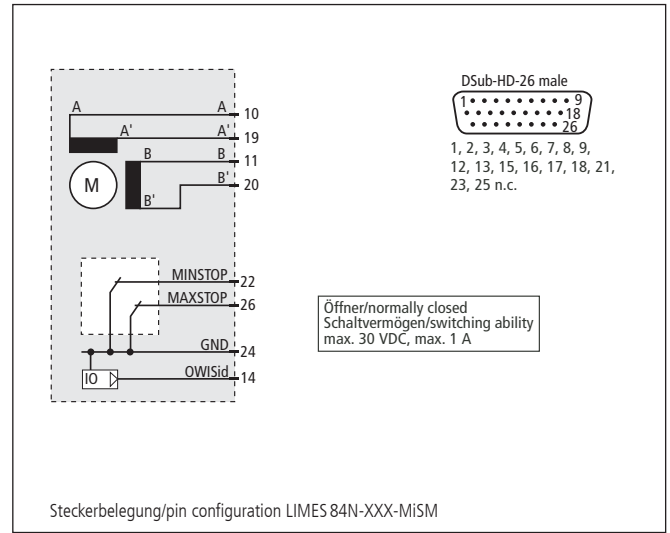 DSub-HD-26 male
1 9
18
26
1, 2, 3, 4, 5, 6, 7, 8, 9,
12, 13, 15, 16, 17, 18, 21,
23, 25 n.c.
A A 10
A' A' 19
B B 11
M
B' B' 20
MINSTOP 22
MAXSTOP 26
GND 24
IO OWISid 14
Öffner/normally closed
Schaltvermögen/switching ability
max. 30 VDC, max. 1 A
Steckerbelegung/pin configuration LIMES 84N-XXX-MiSM